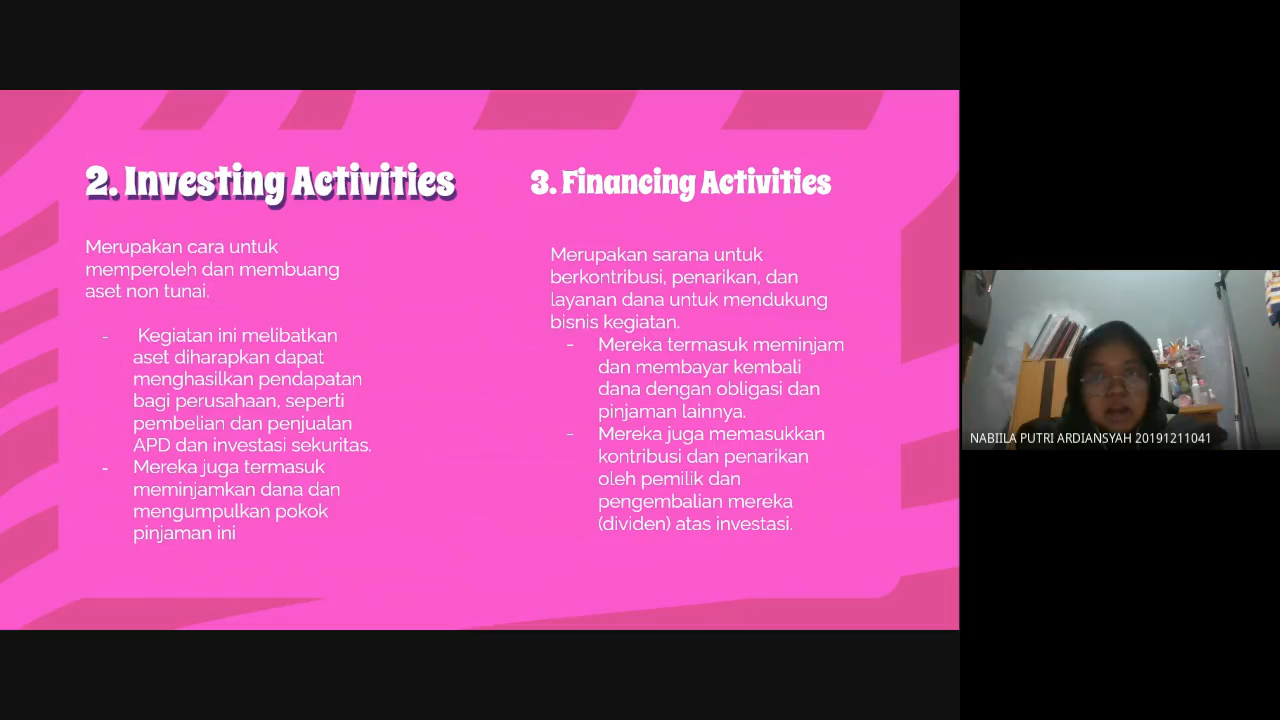 2. Investing Activities
Merupakan cara untuk
memperoleh dan membuang
aset non tunai.
- Kegiatan ini melibatkan
aset diharapkan dapat
menghasilkan pendapatan
bagi perusahaan, seperti
pembelian dan penjualan
APD dan investasi sekuritas.
- Mereka juga termasuk
meminjamkan dana dan
mengumpulkan pokok
pinjaman ini
3. Financing Activities
Merupakan sarana untuk
berkontribusi, penarikan, dan
layanan dana untuk mendukung
bisnis kegiatan.
- Mereka termasuk meminjam
dan membayar kembali
dana dengan obligasi dan
pinjaman lainnya.
- Mereka juga memasukkan
kontribusi dan penarikan
oleh pemilik dan
pengembalian mereka
(dividen) atas investasi.
NABIILA PUTRI ARDIANSYAH 20191211041